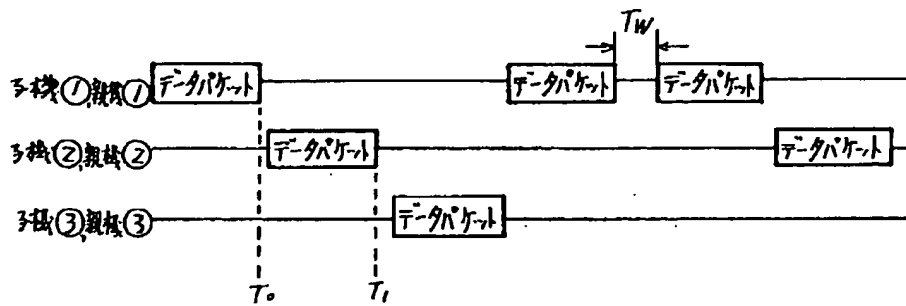 TW
子機①,親機① データパケット データパケット データパケット
子機②,親機② データパケット データパケット
子機③,親機③ データパケット
T₀ T₁